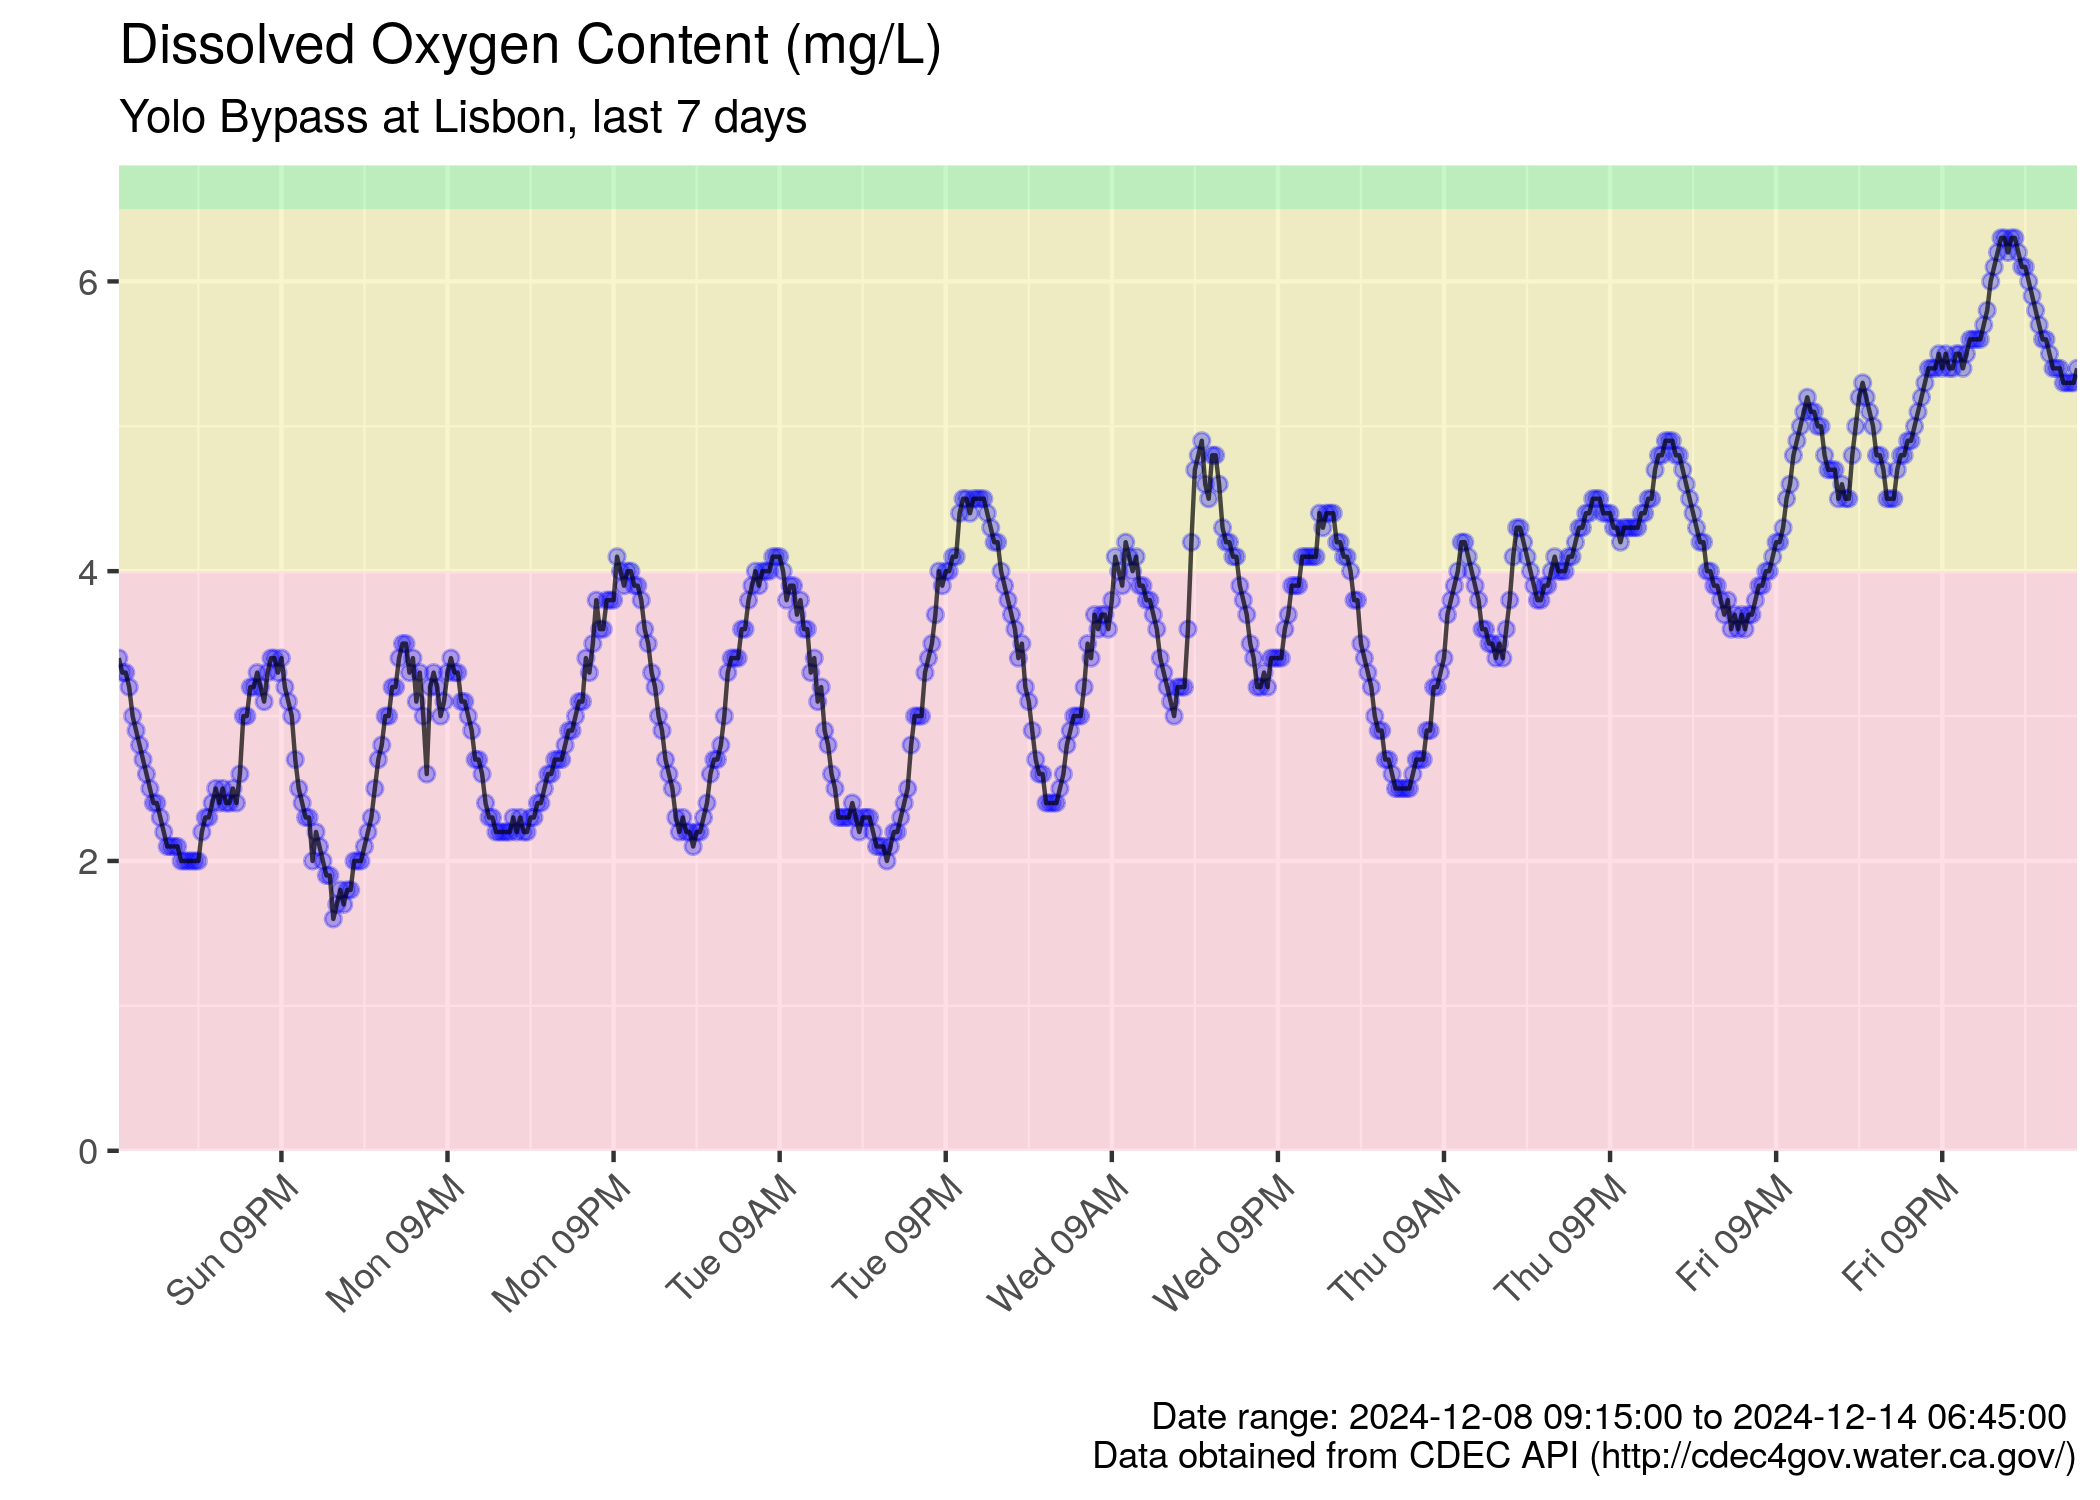 Dissolved Oxygen Content (mg/L)
Yolo Bypass at Lisbon, last 7 days
6
4
2
0
Sun 09PM
Mon 09AM
Mon 09PM
Tue 09AM
Tue 09PM
Wed 09AM
Wed 09PM
Thu 09AM
Thu 09PM
Fri 09AM
Fri 09PM
Date range: 2024-12-08 09:15:00 to 2024-12-14 06:45:00
Data obtained from CDEC API (http://cdec4gov.water.ca.gov/)